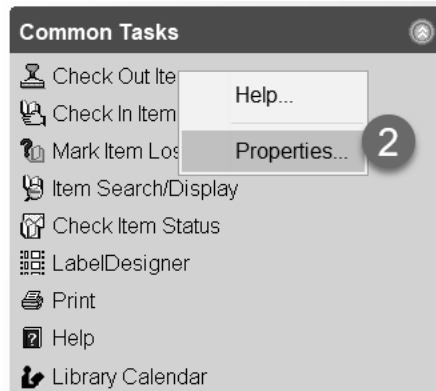 Common Tasks
Check Out Ite
Help...
Check In Item
Mark Item Los
Properties...
2
Item Search/Display
Check Item Status
LabelDesigner
Print
Help
Library Calendar